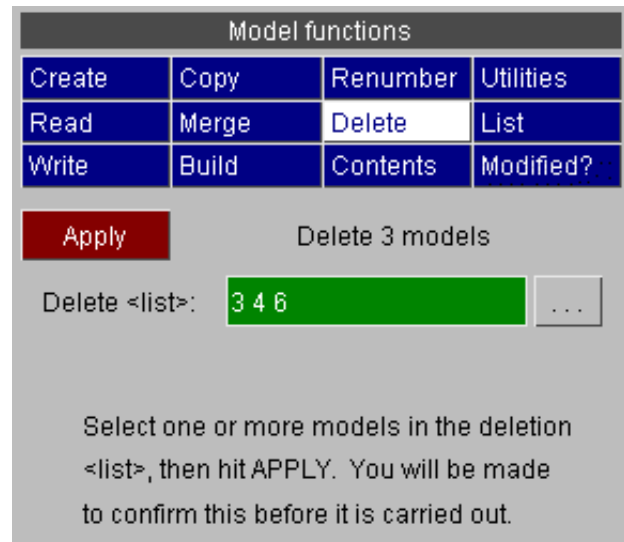 Model functions
Create Copy Renumber Utilities
Read Merge Delete List
Write Build Contents Modified?
Apply Delete 3 models
Delete <list>: 3 4 6 ...
Select one or more models in the deletion
<list>, then hit APPLY. You will be made
to confirm this before it is carried out.